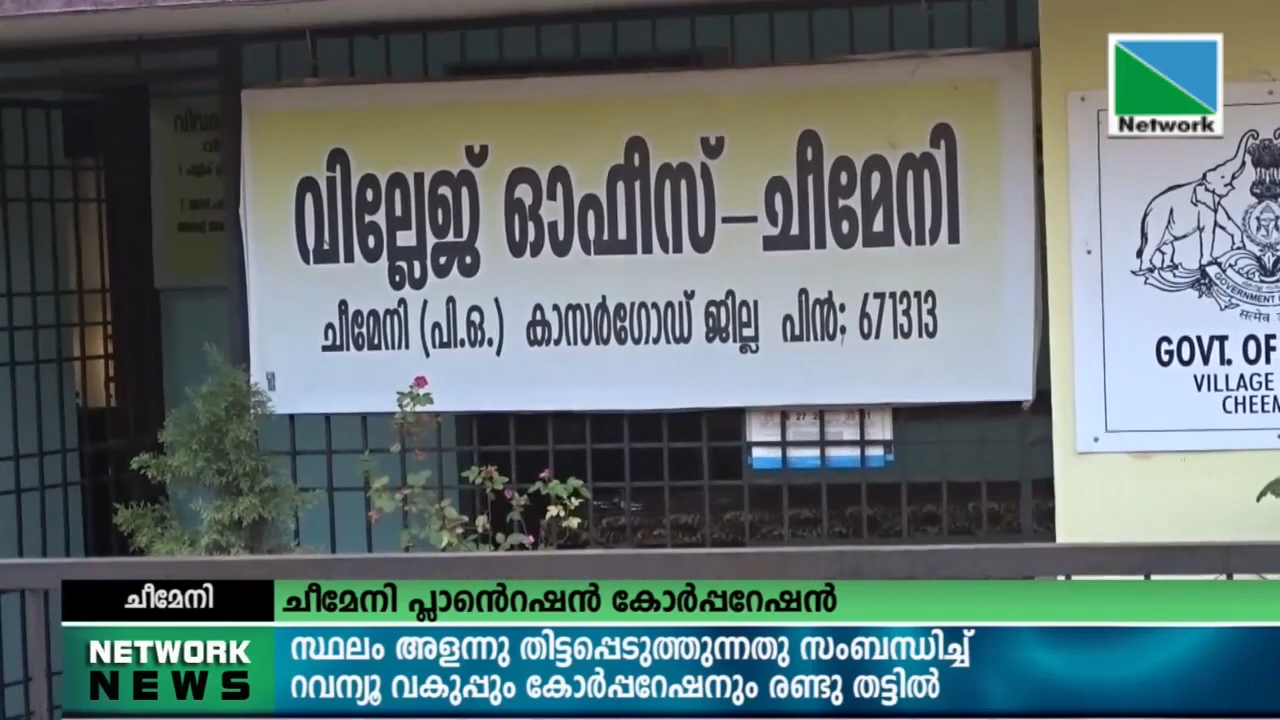 Network
വില്ലേജ് ഓഫീസ്-ചീമേനി
ചീമേനി (പി.ഒ.) കാസർഗോഡ് ജില്ല പിൻ; 671313
GOVT. OF
VILLAGE
ചീമേനി
ചീമേനി പ്ലാൻെറഷൻ കോർപ്പറേഷൻ
NETWORK
NEWS
സ്ഥലം അളന്നു തിട്ടപ്പെടുത്തുന്നതു സംബന്ധിച്ച്
റവന്യൂ വകുപ്പും കോർപ്പറേഷനും രണ്ടു തട്ടിൽ